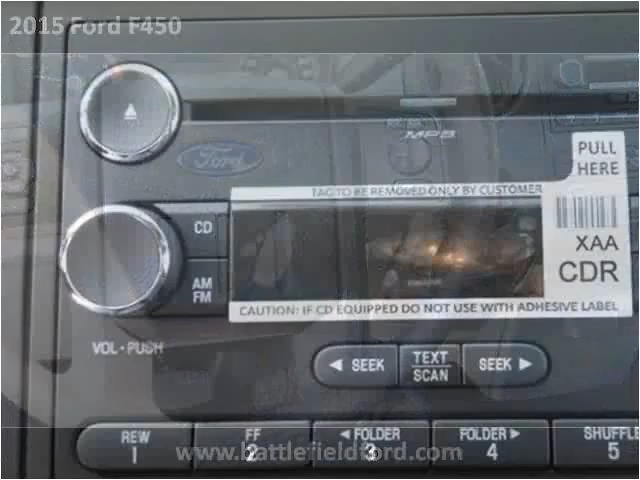 2015 Ford F450
MP3
Ford
PULL
HERE
TAG TO BE REMOVED ONLY BY CUSTOMER
XAA
CDR
CD
AM
FM
CAUTION: IF CD EQUIPPED DO NOT USE WITH ADHESIVE LABEL
VOL • PUSH
◄ SEEK
TEXT
SCAN
SEEK ►
REW
1
FF
2
◄ FOLDER
3
FOLDER ►
4
SHUFFLE
5
www.battlefieldford.com